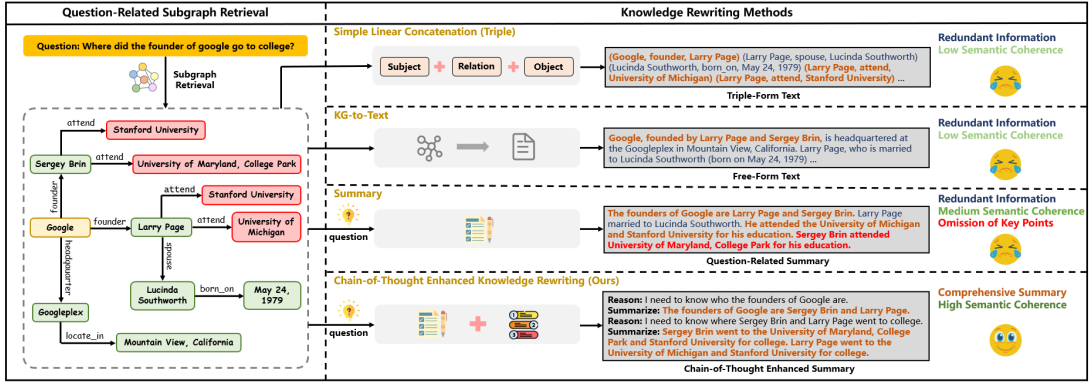 Question-Related Subgraph Retrieval
Question: Where did the founder of google go to college?
Subgraph
Retrieval
attend
Stanford University
Sergey Brin
attend
University of Maryland, College Park
founder
attend
Stanford University
Google
founder
Larry Page
attend
University of
Michigan
headquarter
spouse
Lucinda
Southworth
born_on
May 24,
1979
Googleplex
locate_in
Mountain View, California
Knowledge Rewriting Methods
Simple Linear Concatenation (Triple)
Subject
Relation
Object
(Google, founder, Larry Page) (Larry Page, spouse, Lucinda Southworth)
(Lucinda Southworth, born_on, May 24, 1979) (Larry Page, attend,
University of Michigan) (Larry Page, attend, Stanford University) ...
Triple-Form Text
Redundant Information
Low Semantic Coherence
KG-to-Text
Google, founded by Larry Page and Sergey Brin, is headquartered at
the Googleplex in Mountain View, California. Larry Page, who is married
to Lucinda Southworth (born on May 24, 1979) ...
Free-Form Text
Redundant Information
Low Semantic Coherence
Summary
question
The founders of Google are Larry Page and Sergey Brin. Larry Page
married to Lucinda Southworth. He attended the University of Michigan
and Stanford University for his education. Sergey Brin attended
University of Maryland, College Park for his education.
Question-Related Summary
Redundant Information
Medium Semantic Coherence
Omission of Key Points
Chain-of-Thought Enhanced Knowledge Rewriting (Ours)
question
1
2
3
Reason: I need to know who the founders of Google are.
Summarize: The founders of Google are Sergey Brin and Larry Page.
Reason: I need to know where Sergey Brin and Larry Page went to college.
Summarize: Sergey Brin went to the University of Maryland, College
Park and Stanford University for college. Larry Page went to the
University of Michigan and Stanford University for college.
Chain-of-Thought Enhanced Summary
Comprehensive Summary
High Semantic Coherence